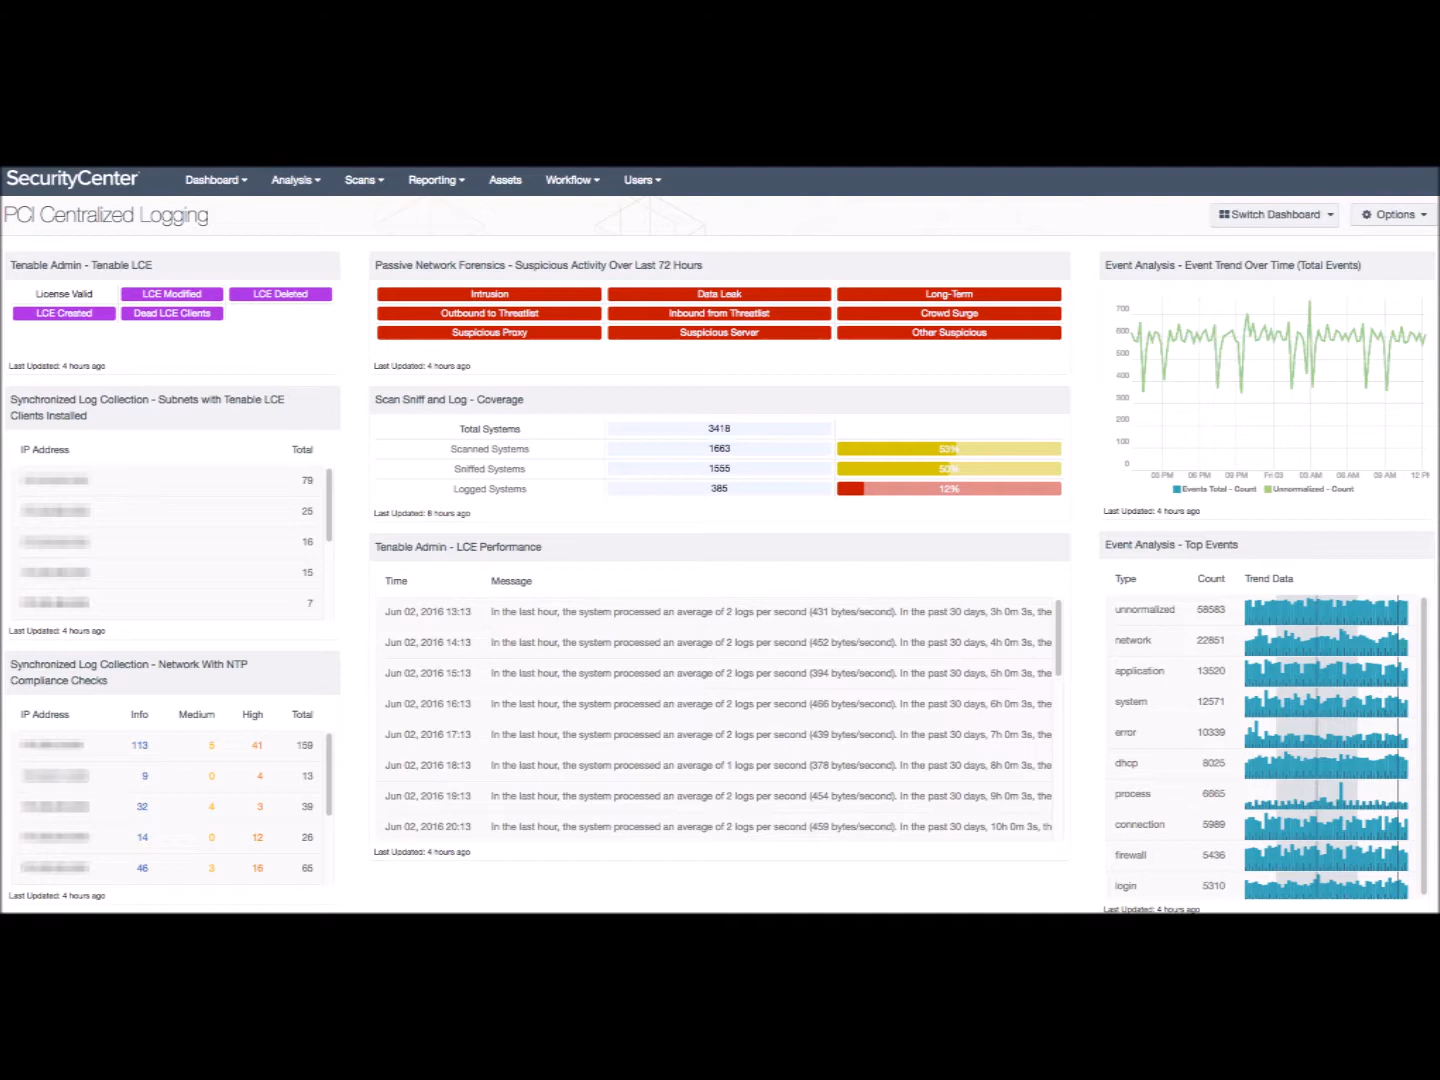 SecurityCenter
Dashboard Analysis Scans Reporting Assets Workflow Users
PCI Centralized Logging
Switch Dashboard Options
Tenable Admin - Tenable LCE
License Valid LCE Modified LCE Deleted
LCE Created Dead LCE Clients
Last Updated: 4 hours ago
Synchronized Log Collection - Subnets with Tenable LCE
Clients Installed
IP Address Total
79
25
16
15
7
Last Updated: 4 hours ago
Synchronized Log Collection - Network With NTP
Compliance Checks
IP Address Info Medium High Total
113 5 41 159
9 0 4 13
32 4 3 39
14 0 12 26
46 3 16 65
Last Updated: 4 hours ago
Passive Network Forensics - Suspicious Activity Over Last 72 Hours
Intrusion Data Leak Long-Term
Outbound to Threatlist Inbound from Threatlist Crowd Surge
Suspicious Proxy Suspicious Server Other Suspicious
Last Updated: 4 hours ago
Scan Sniff and Log - Coverage
Total Systems 3418
Scanned Systems 1663 53%
Sniffed Systems 1555 50%
Logged Systems 385 12%
Last Updated: 8 hours ago
Tenable Admin - LCE Performance
Time Message
Jun 02, 2016 13:13 In the last hour, the system processed an average of 2 logs per second (431 bytes/second). In the past 30 days, 3h 0m 3s, the
Jun 02, 2016 14:13 In the last hour, the system processed an average of 2 logs per second (452 bytes/second). In the past 30 days, 4h 0m 3s, the
Jun 02, 2016 15:13 In the last hour, the system processed an average of 2 logs per second (394 bytes/second). In the past 30 days, 5h 0m 3s, the
Jun 02, 2016 16:13 In the last hour, the system processed an average of 2 logs per second (466 bytes/second). In the past 30 days, 6h 0m 3s, the
Jun 02, 2016 17:13 In the last hour, the system processed an average of 2 logs per second (439 bytes/second). In the past 30 days, 7h 0m 3s, the
Jun 02, 2016 18:13 In the last hour, the system processed an average of 1 logs per second (378 bytes/second). In the past 30 days, 8h 0m 3s, the
Jun 02, 2016 19:13 In the last hour, the system processed an average of 2 logs per second (454 bytes/second). In the past 30 days, 9h 0m 3s, the
Jun 02, 2016 20:13 In the last hour, the system processed an average of 2 logs per second (459 bytes/second). In the past 30 days, 10h 0m 3s, th
Last Updated: 4 hours ago
Event Analysis - Event Trend Over Time (Total Events)
700
600
500
400
300
200
100
0
03 PM 06 PM 09 PM Fri 03 03 AM 06 AM 09 AM 12 P
Events Total - Count Unnormalized - Count
Last Updated: 4 hours ago
Event Analysis - Top Events
Type Count Trend Data
unnormalized 58583
network 22851
application 13520
system 12571
error 10339
dhcp 8025
process 6665
connection 5989
firewall 5436
login 5310
Last Updated: 4 hours ago